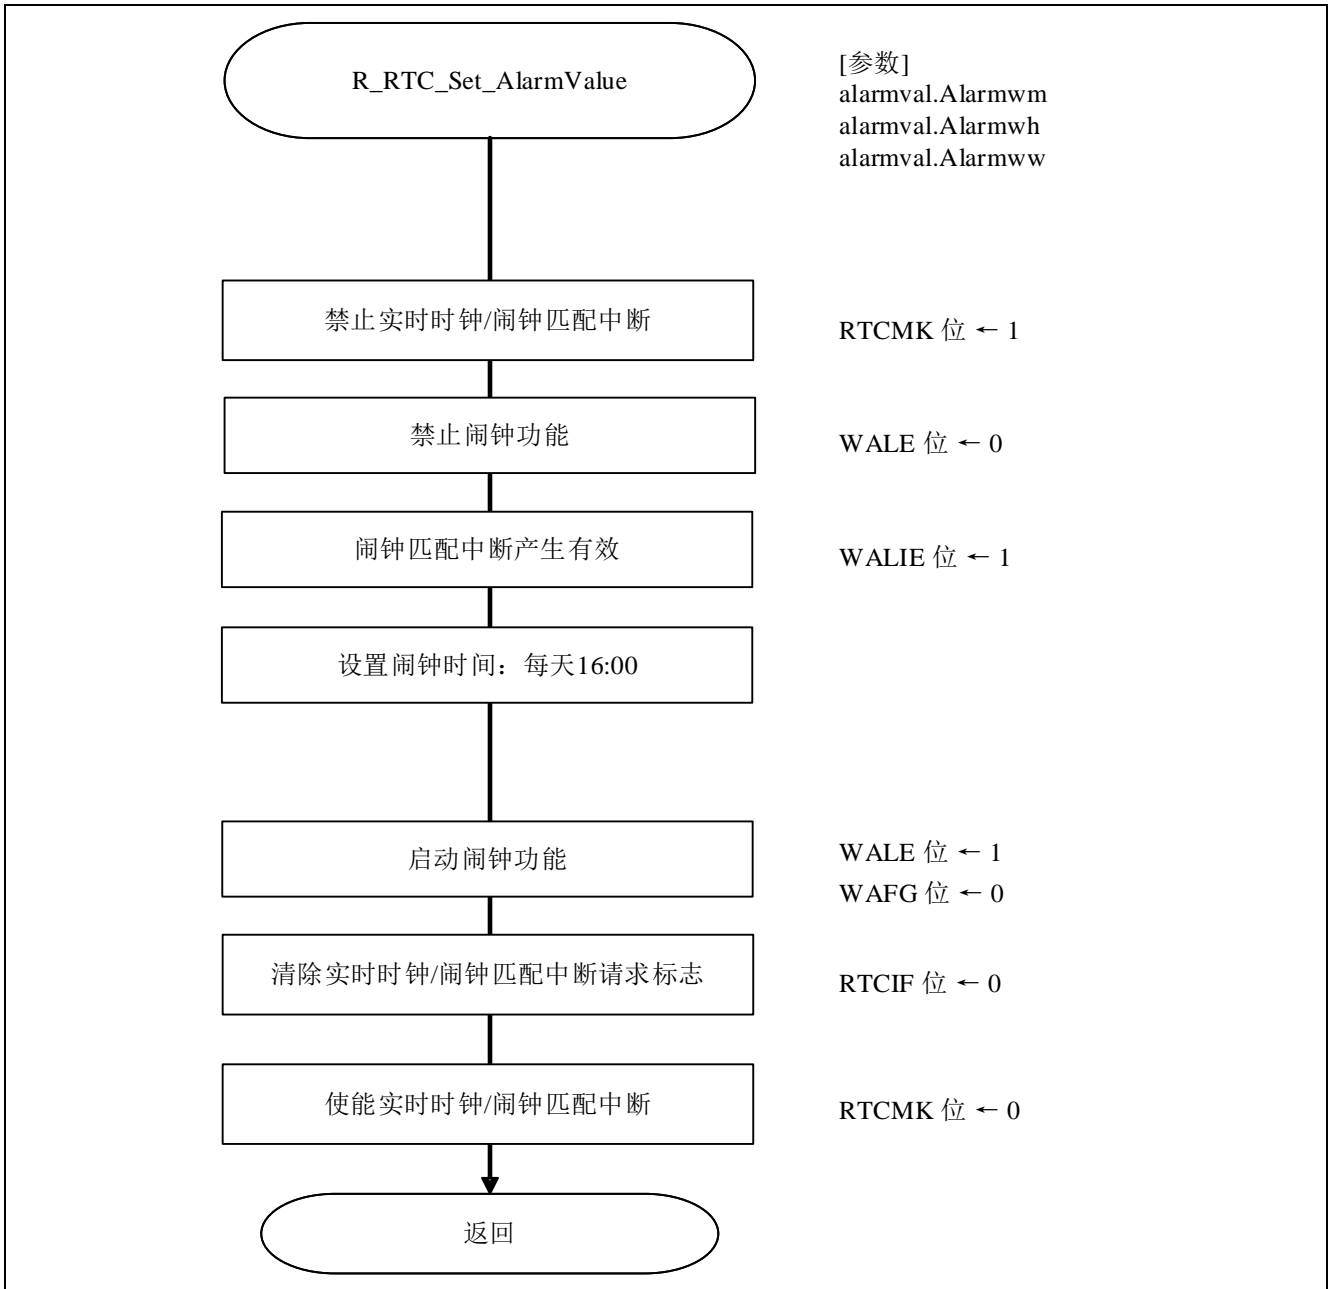 R_RTC_Set_AlarmValue
[参数]
alarmval.Alarmwm
alarmval.Alarmwh
alarmval.Alarmww
禁止实时时钟/闹钟匹配中断
RTCMK 位 ← 1
禁止闹钟功能
WALE 位 ← 0
闹钟匹配中断产生有效
WALIE 位 ← 1
设置闹钟时间：每天16:00
启动闹钟功能
WALE 位 ← 1
WAFG 位 ← 0
清除实时时钟/闹钟匹配中断请求标志
RTCIF 位 ← 0
使能实时时钟/闹钟匹配中断
RTCMK 位 ← 0
返回